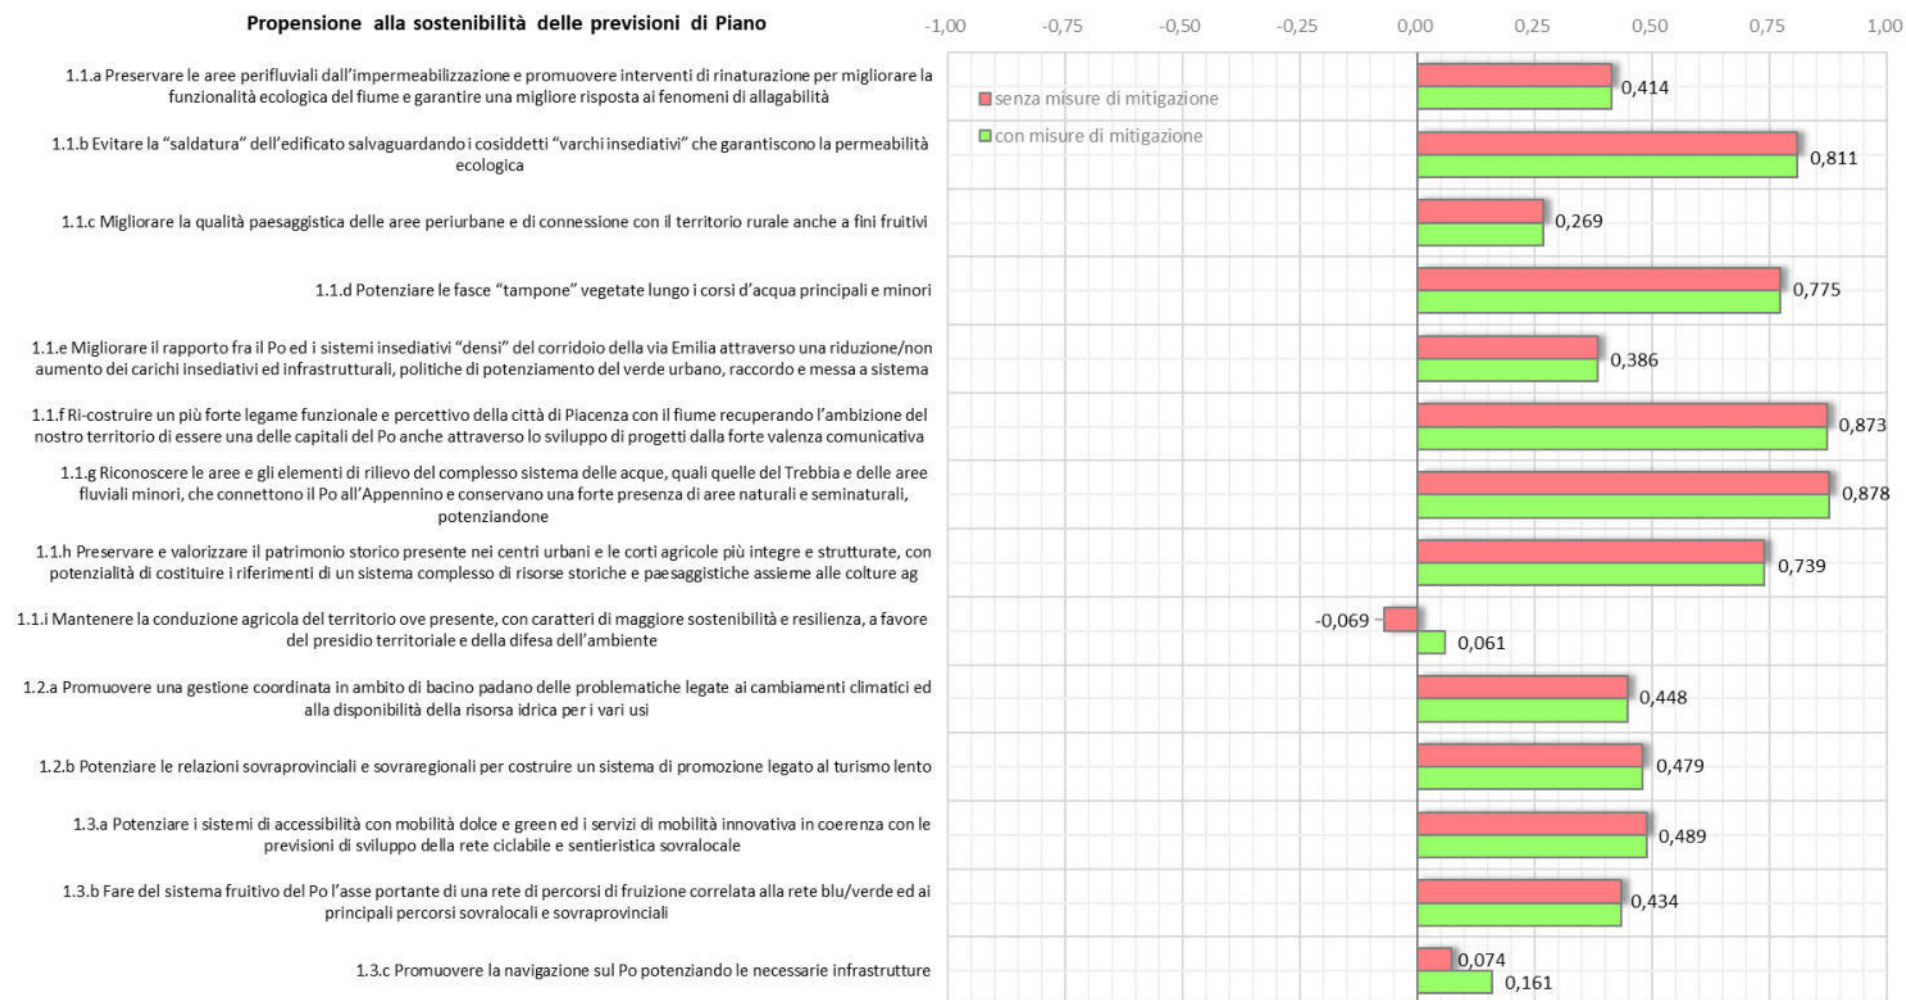 Propensione alla sostenibilità delle previsioni di Piano
-1,00 -0,75 -0,50 -0,25 0,00 0,25 0,50 0,75 1,00
senza misure di mitigazione
con misure di mitigazione
1.1.a Preservare le aree perifluviali dall'impermeabilizzazione e promuovere interventi di rinaturazione per migliorare la
funzionalità ecologica del fiume e garantire una migliore risposta ai fenomeni di allagabilità
0,414
1.1.b Evitare la “saldatura” dell'edificato salvaguardando i cosiddetti “varchi insediativi” che garantiscono la permeabilità
ecologica
0,811
1.1.c Migliorare la qualità paesaggistica delle aree periurbane e di connessione con il territorio rurale anche a fini fruitivi
0,269
1.1.d Potenziare le fasce “tampone” vegetate lungo i corsi d'acqua principali e minori
0,775
1.1.e Migliorare il rapporto fra il Po ed i sistemi insediativi “densi” del corridoio della via Emilia attraverso una riduzione/non
aumento dei carichi insediativi ed infrastrutturali, politiche di potenziamento del verde urbano, raccordo e messa a sistema
0,386
1.1.f Ri-costruire un più forte legame funzionale e percettivo della città di Piacenza con il fiume recuperando l'ambizione del
nostro territorio di essere una delle capitali del Po anche attraverso lo sviluppo di progetti dalla forte valenza comunicativa
0,873
1.1.g Riconoscere le aree e gli elementi di rilievo del complesso sistema delle acque, quali quelle del Trebbia e delle aree
fluviali minori, che connettono il Po all'Appennino e conservano una forte presenza di aree naturali e seminaturali,
potenziandone
0,878
1.1.h Preservare e valorizzare il patrimonio storico presente nei centri urbani e le corti agricole più integre e strutturate, con
potenzialità di costituire i riferimenti di un sistema complesso di risorse storiche e paesaggistiche assieme alle colture ag
0,739
1.1.i Mantenere la conduzione agricola del territorio ove presente, con caratteri di maggiore sostenibilità e resilienza, a favore
del presidio territoriale e della difesa dell'ambiente
-0,069
0,061
1.2.a Promuovere una gestione coordinata in ambito di bacino padano delle problematiche legate ai cambiamenti climatici ed
alla disponibilità della risorsa idrica per i vari usi
0,448
1.2.b Potenziare le relazioni sovraprovinciali e sovraregionali per costruire un sistema di promozione legato al turismo lento
0,479
1.3.a Potenziare i sistemi di accessibilità con mobilità dolce e green ed i servizi di mobilità innovativa in coerenza con le
previsioni di sviluppo della rete ciclabile e sentieristica sovralocale
0,489
1.3.b Fare del sistema fruitivo del Po l'asse portante di una rete di percorsi di fruizione correlata alla rete blu/verde ed ai
principali percorsi sovralocali e sovraprovinciali
0,434
1.3.c Promuovere la navigazione sul Po potenziando le necessarie infrastrutture
0,074
0,161